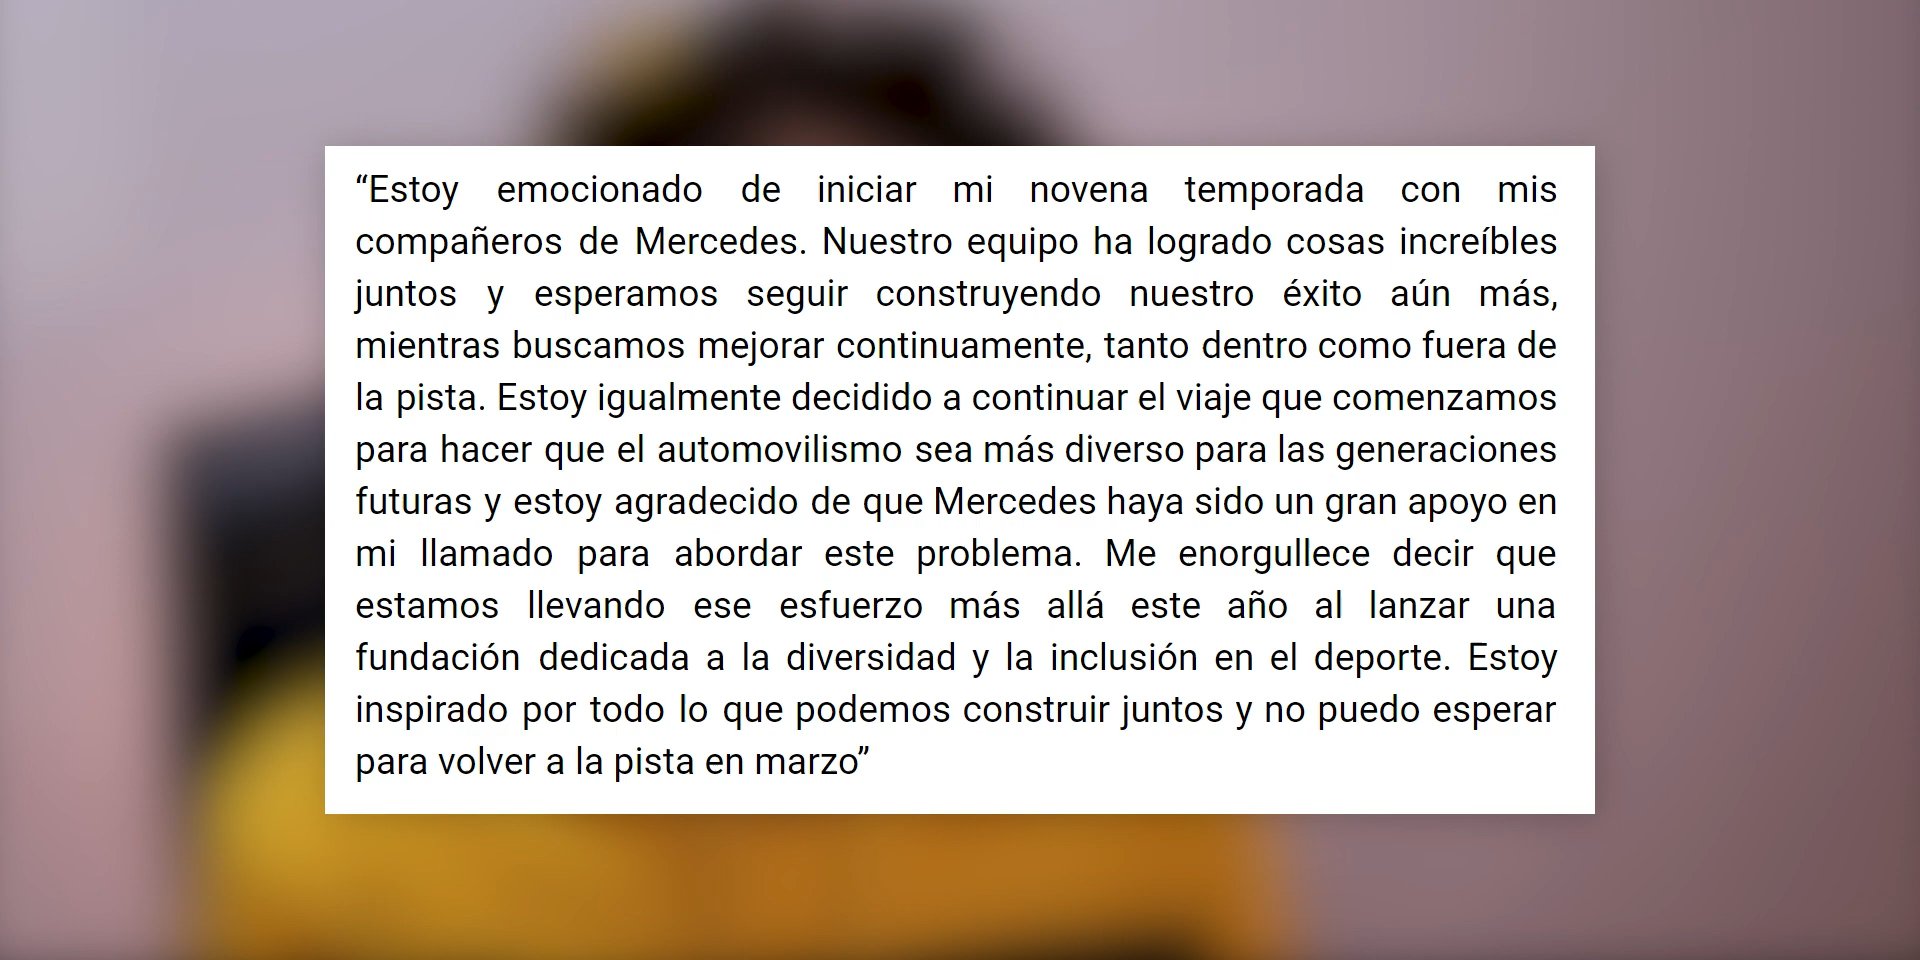 “Estoy emocionado de iniciar mi novena temporada con mis
compañeros de Mercedes. Nuestro equipo ha logrado cosas increíbles
juntos y esperamos seguir construyendo nuestro éxito aún más,
mientras buscamos mejorar continuamente, tanto dentro como fuera de
la pista. Estoy igualmente decidido a continuar el viaje que comenzamos
para hacer que el automovilismo sea más diverso para las generaciones
futuras y estoy agradecido de que Mercedes haya sido un gran apoyo en
mi llamado para abordar este problema. Me enorgullece decir que
estamos llevando ese esfuerzo más allá este año al lanzar una
fundación dedicada a la diversidad y la inclusión en el deporte. Estoy
inspirado por todo lo que podemos construir juntos y no puedo esperar
para volver a la pista en marzo”